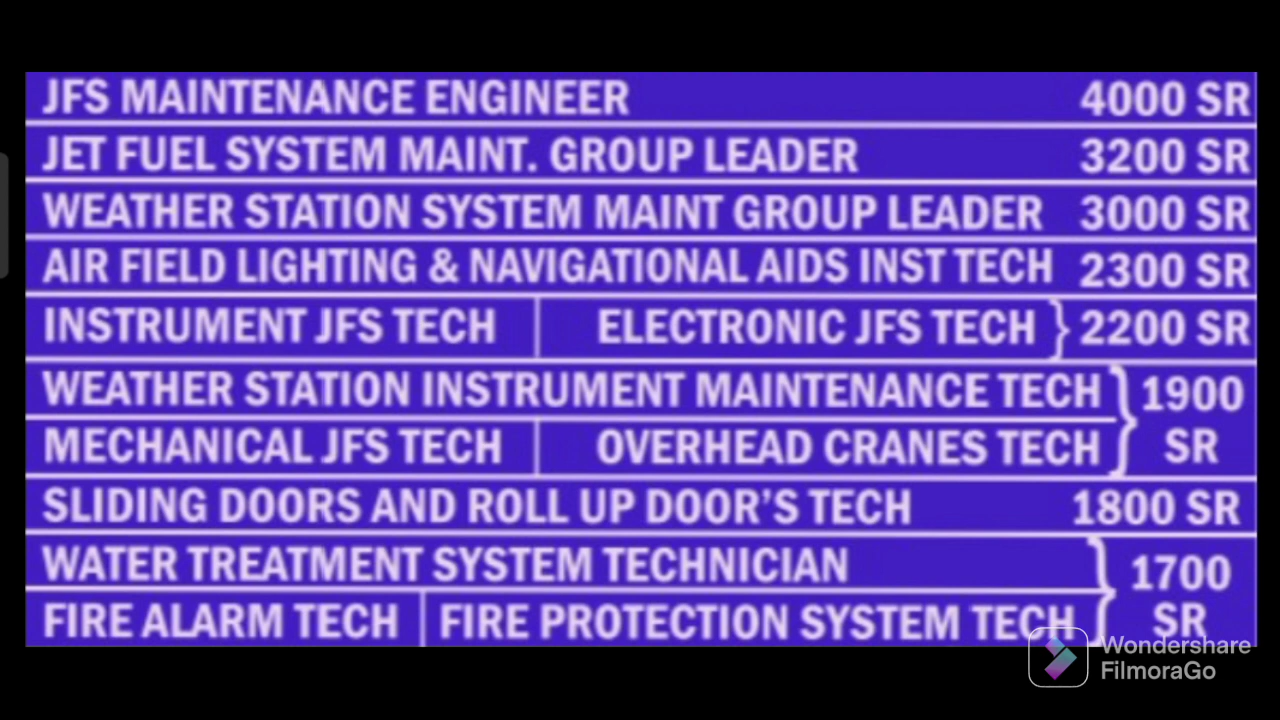 JFS MAINTENANCE ENGINEER 4000 SR
JET FUEL SYSTEM MAINT. GROUP LEADER 3200 SR
WEATHER STATION SYSTEM MAINT GROUP LEADER 3000 SR
AIR FIELD LIGHTING & NAVIGATIONAL AIDS INST TECH 2300 SR
INSTRUMENT JFS TECH ELECTRONIC JFS TECH } 2200 SR
WEATHER STATION INSTRUMENT MAINTENANCE TECH } 1900
MECHANICAL JFS TECH OVERHEAD CRANES TECH SR
SLIDING DOORS AND ROLL UP DOOR'S TECH 1800 SR
WATER TREATMENT SYSTEM TECHNICIAN } 1700
FIRE ALARM TECH FIRE PROTECTION SYSTEM TECH SR
Wondershare
FilmoraGo